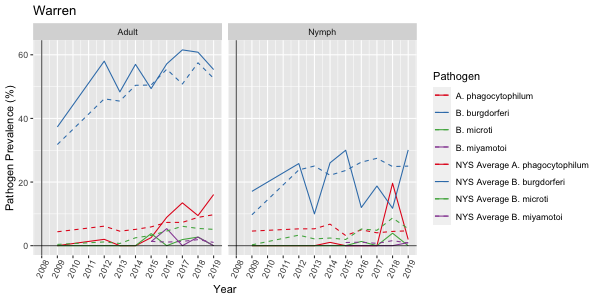 Warren
Adult
Nymph
Pathogen Prevalence (%)
60
40
20
0
2008 2009 2010 2011 2012 2013 2014 2015 2016 2017 2018 2019
2008 2009 2010 2011 2012 2013 2014 2015 2016 2017 2018 2019
Year
Pathogen
A. phagocytophilum
B. burgdorferi
B. microti
B. miyamotoi
NYS Average A. phagocytophilum
NYS Average B. burgdorferi
NYS Average B. microti
NYS Average B. miyamotoi